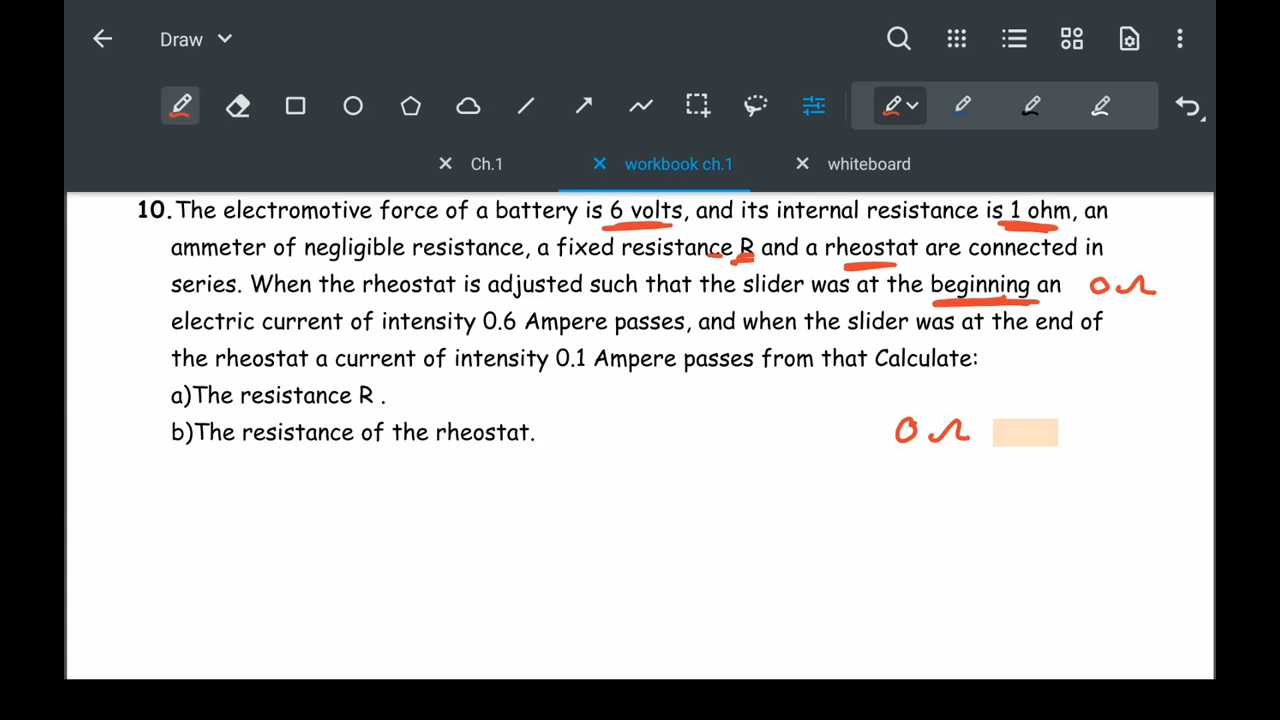 Draw
Ch.1
workbook ch.1
whiteboard
10. The electromotive force of a battery is 6 volts, and its internal resistance is 1 ohm, an
ammeter of negligible resistance, a fixed resistance R and a rheostat are connected in
series. When the rheostat is adjusted such that the slider was at the beginning an 0 Ω
electric current of intensity 0.6 Ampere passes, and when the slider was at the end of
the rheostat a current of intensity 0.1 Ampere passes from that Calculate:
a)The resistance R .
b)The resistance of the rheostat. 0 Ω